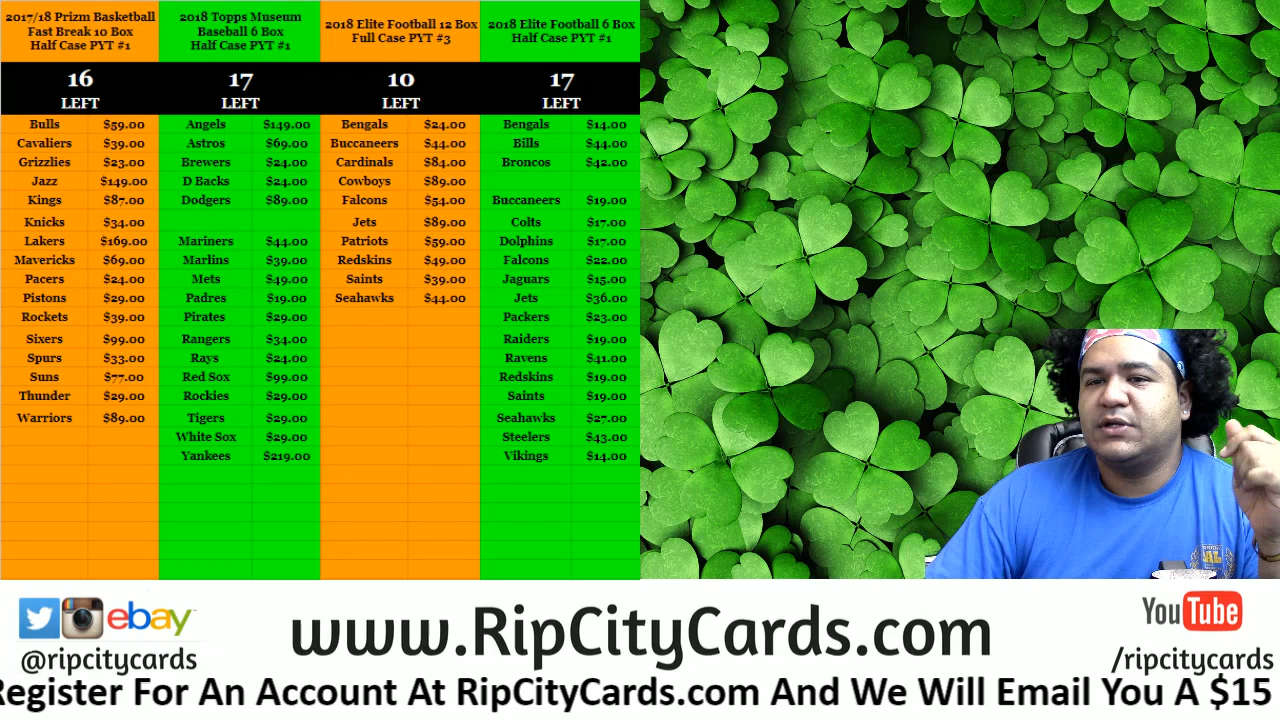 2017/18 Prizm Basketball
Fast Break 10 Box
Half Case PYT #1
16
LEFT
Bulls $59.00
Cavaliers $39.00
Grizzlies $23.00
Jazz $149.00
Kings $87.00
Knicks $34.00
Lakers $169.00
Mavericks $69.00
Pacers $24.00
Pistons $29.00
Rockets $39.00
Sixers $99.00
Spurs $33.00
Suns $77.00
Thunder $29.00
Warriors $89.00
2018 Topps Museum
Baseball 6 Box
Half Case PYT #1
17
LEFT
Angels $149.00
Astros $69.00
Brewers $24.00
D Backs $24.00
Dodgers $89.00
Mariners $44.00
Marlins $39.00
Mets $49.00
Padres $19.00
Pirates $29.00
Rangers $34.00
Rays $24.00
Red Sox $99.00
Rockies $29.00
Tigers $29.00
White Sox $29.00
Yankees $219.00
2018 Elite Football 12 Box
Full Case PYT #3
10
LEFT
Bengals $24.00
Buccaneers $44.00
Cardinals $84.00
Cowboys $89.00
Falcons $54.00
Jets $89.00
Patriots $59.00
Redskins $49.00
Saints $39.00
Seahawks $44.00
2018 Elite Football 6 Box
Half Case PYT #1
17
LEFT
Bengals $14.00
Bills $44.00
Broncos $42.00
Buccaneers $19.00
Colts $17.00
Dolphins $17.00
Falcons $22.00
Jaguars $15.00
Jets $36.00
Packers $23.00
Raiders $19.00
Ravens $41.00
Redskins $19.00
Saints $19.00
Seahawks $27.00
Steelers $43.00
Vikings $14.00
AL
ebay
@ripcitycards
www.RipCityCards.com
YouTube
/ripcitycards
Register For An Account At RipCityCards.com And We Will Email You A $15